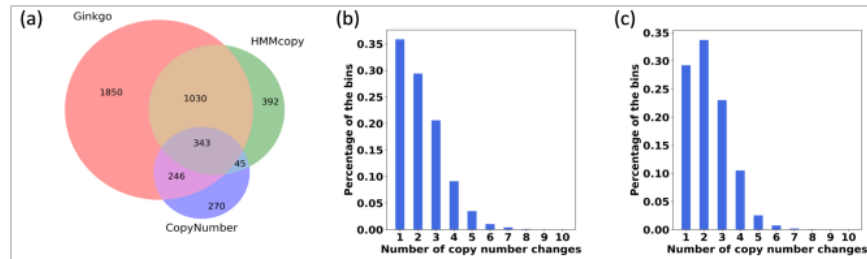 (a)
Ginkgo
HMMcopy
1850
1030
392
343
45
246
270
CopyNumber
(b)
Percentage of the bins
0.35
0.30
0.25
0.20
0.15
0.10
0.05
0.00
1 2 3 4 5 6 7 8 9 10
Number of copy number changes
(c)
Percentage of the bins
0.35
0.30
0.25
0.20
0.15
0.10
0.05
0.00
1 2 3 4 5 6 7 8 9 10
Number of copy number changes